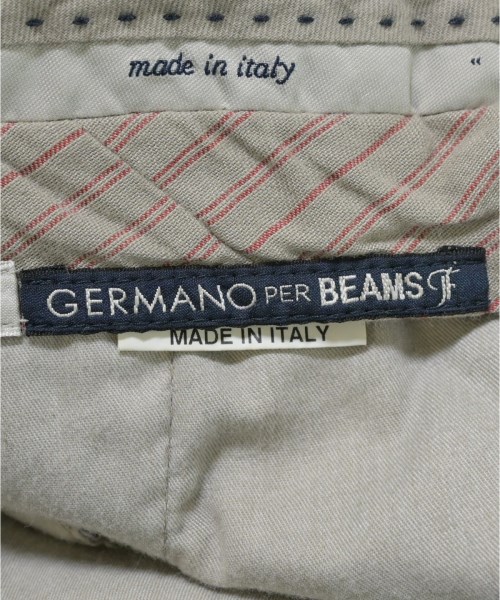 made in italy "
GERMANO PER BEAMS F
MADE IN ITALY